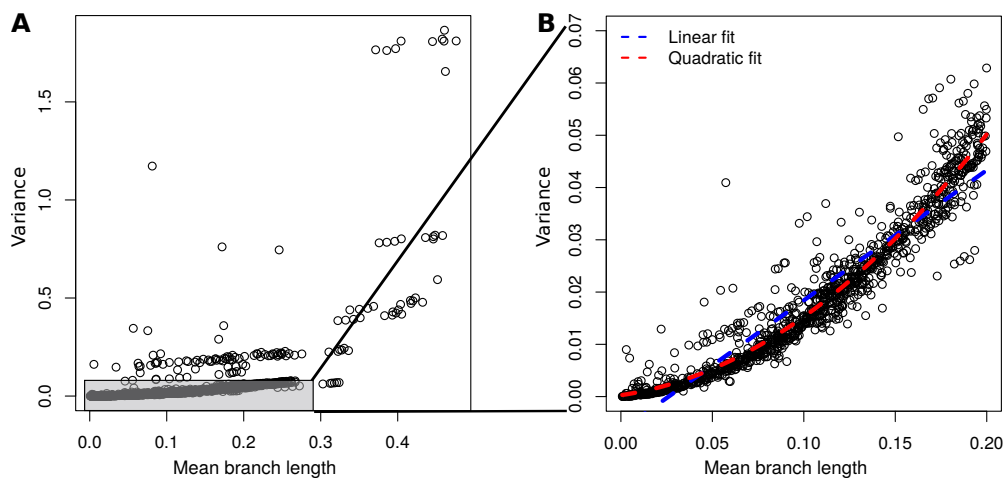 A
Variance
0.0 0.5 1.0 1.5
0.0 0.1 0.2 0.3 0.4
Mean branch length
B
Linear fit
Quadratic fit
Variance
0.00 0.01 0.02 0.03 0.04 0.05 0.06 0.07
0.00 0.05 0.10 0.15 0.20
Mean branch length